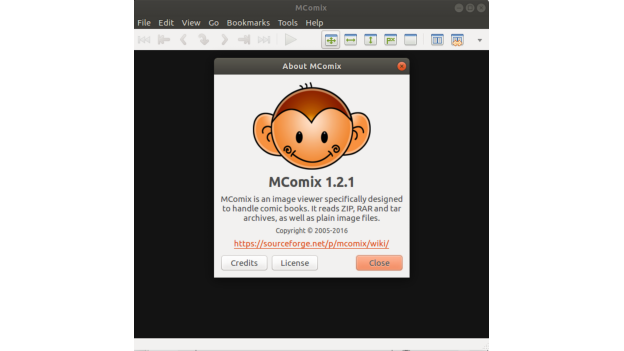 MComix
File Edit View Go Bookmarks Tools Help
About MComix
MComix 1.2.1
MComix is an image viewer specifically designed
to handle comic books. It reads ZIP, RAR and tar
archives, as well as plain image files.
Copyright © 2005-2016
https://sourceforge.net/p/mcomix/wiki/
Credits License Close